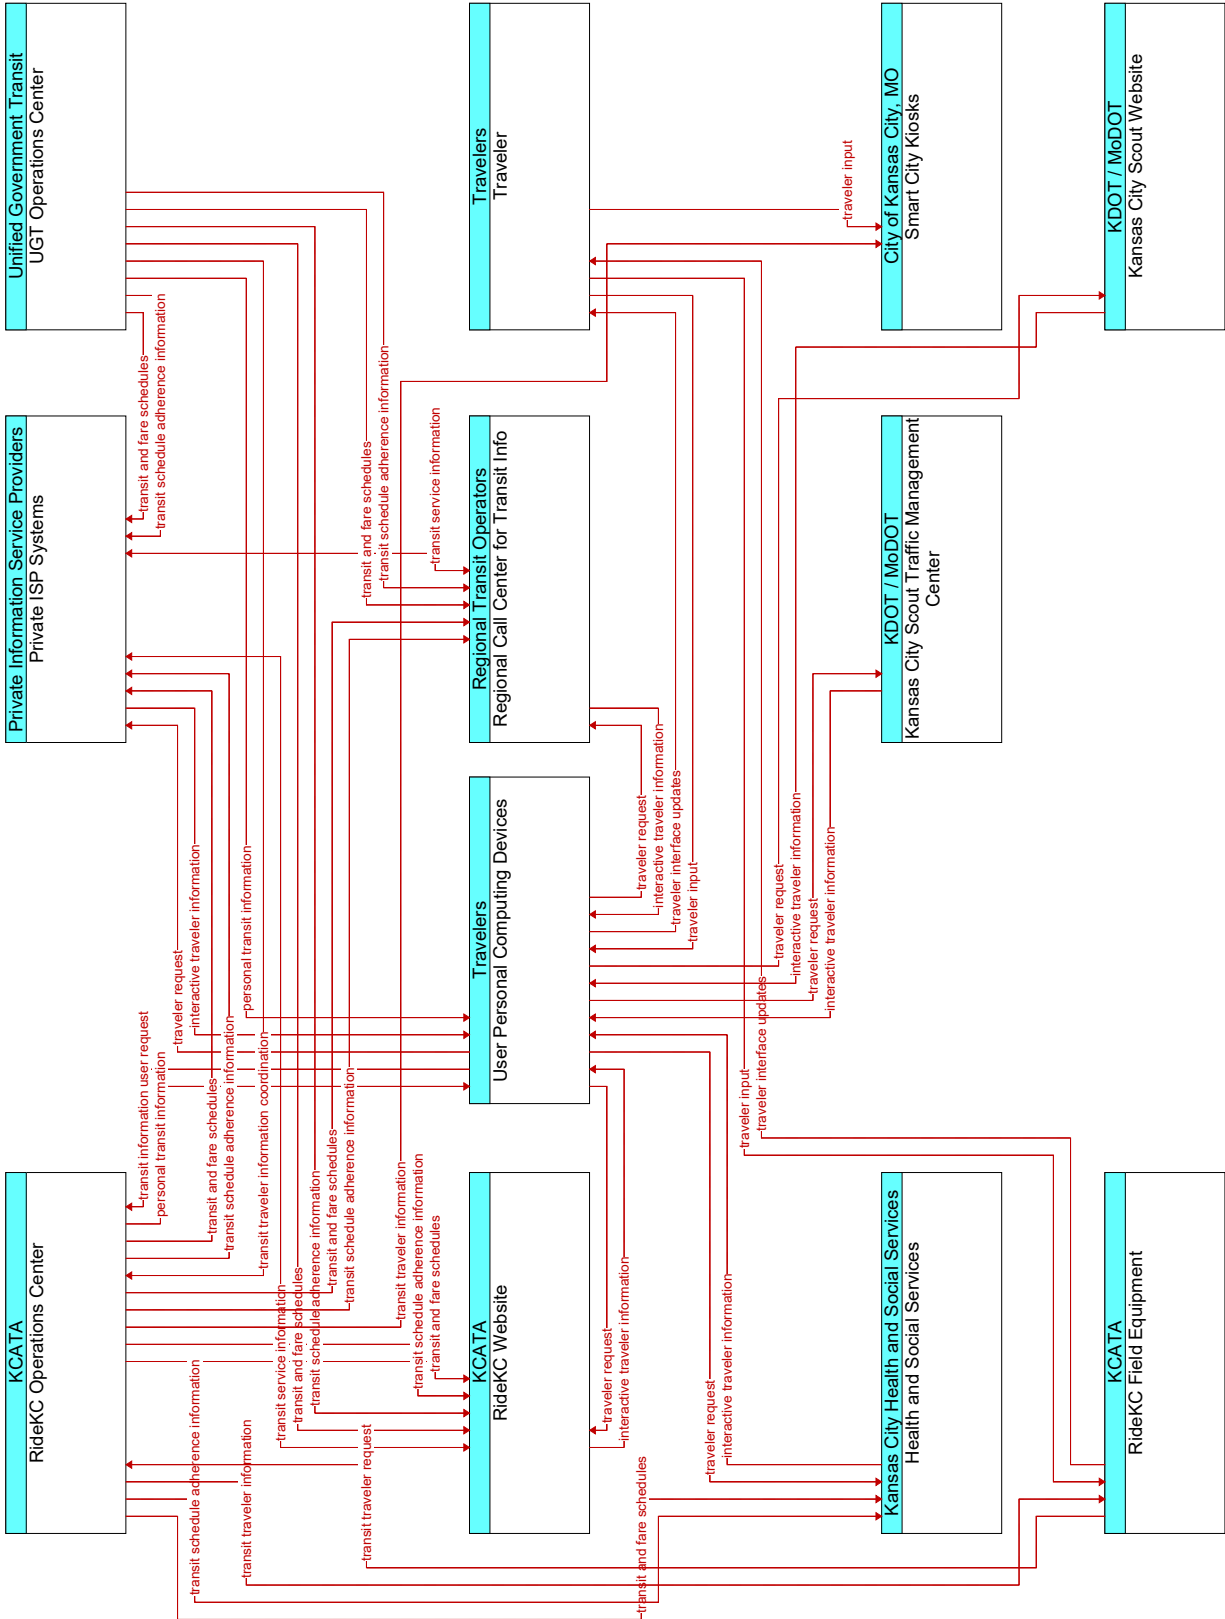 Unified Government Transit
UGT Operations Center
Travelers
Traveler
City of Kansas City, MO
Smart City Kiosks
KDOT / MoDOT
Kansas City Scout Website
Private Information Service Providers
Private ISP Systems
Regional Transit Operators
Regional Call Center for Transit Info
KDOT / MoDOT
Kansas City Scout Traffic Management
Center
Travelers
User Personal Computing Devices
KCATA
RideKC Operations Center
KCATA
RideKC Website
Kansas City Health and Social Services
Health and Social Services
KCATA
RideKC Field Equipment
transit and fare schedules
transit schedule adherence information
transit and fare schedules
transit schedule adherence information
transit service information
traveler input
traveler request
interactive traveler information
personal transit information
traveler request
interactive traveler information
traveler interface updates
traveler input
traveler request
interactive traveler information
traveler request
interactive traveler information
transit information user request
personal transit information
transit and fare schedules
transit schedule adherence information
transit traveler information coordination
transit service information
transit and fare schedules
transit schedule adherence information
transit and fare schedules
transit schedule adherence information
transit traveler information
transit schedule adherence information
transit and fare schedules
traveler request
interactive traveler information
traveler request
interactive traveler information
traveler input
traveler interface updates
transit schedule adherence information
transit traveler information
transit traveler request
transit and fare schedules